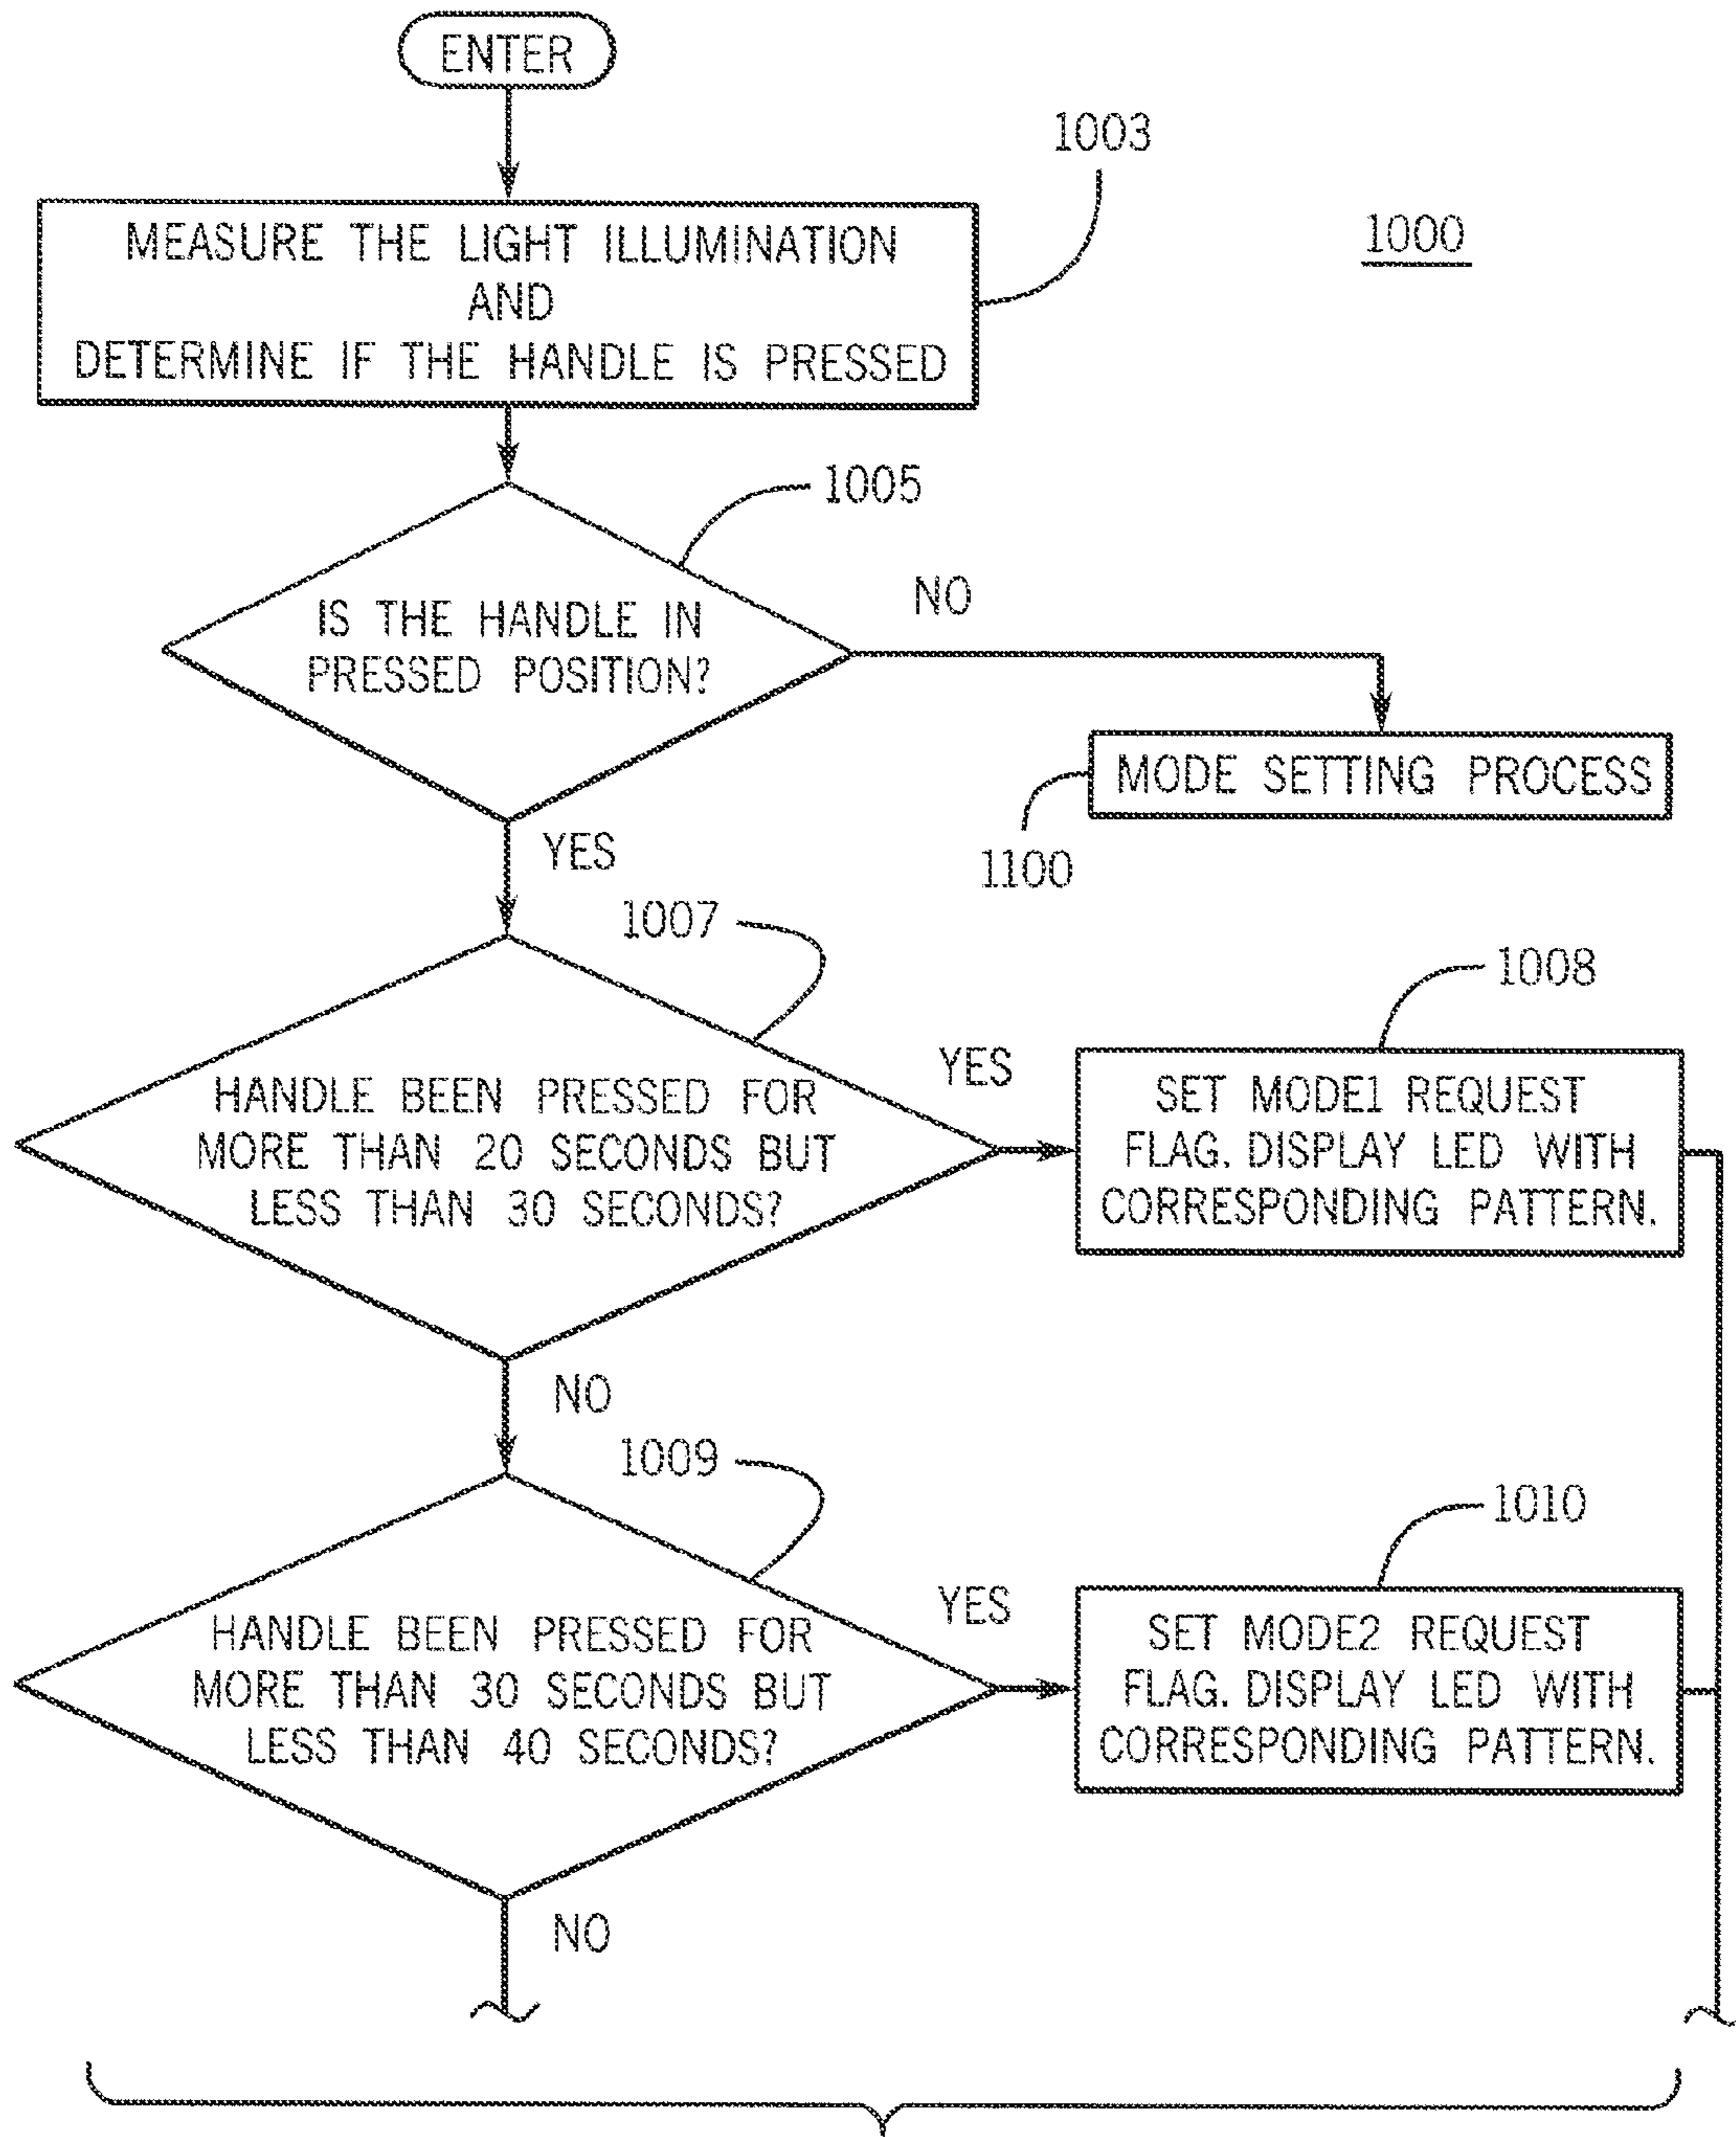 ENTER
1003
1000
MEASURE THE LIGHT ILLUMINATION
AND
DETERMINE IF THE HANDLE IS PRESSED
1005
NO
IS THE HANDLE IN
PRESSED POSITION?
MODE SETTING PROCESS
1100
YES
1007
1008
YES
HANDLE BEEN PRESSED FOR
MORE THAN 20 SECONDS BUT
LESS THAN 30 SECONDS?
SET MODE1 REQUEST
FLAG. DISPLAY LED WITH
CORRESPONDING PATTERN.
NO
1009
1010
YES
HANDLE BEEN PRESSED FOR
MORE THAN 30 SECONDS BUT
LESS THAN 40 SECONDS?
SET MODE2 REQUEST
FLAG. DISPLAY LED WITH
CORRESPONDING PATTERN.
NO